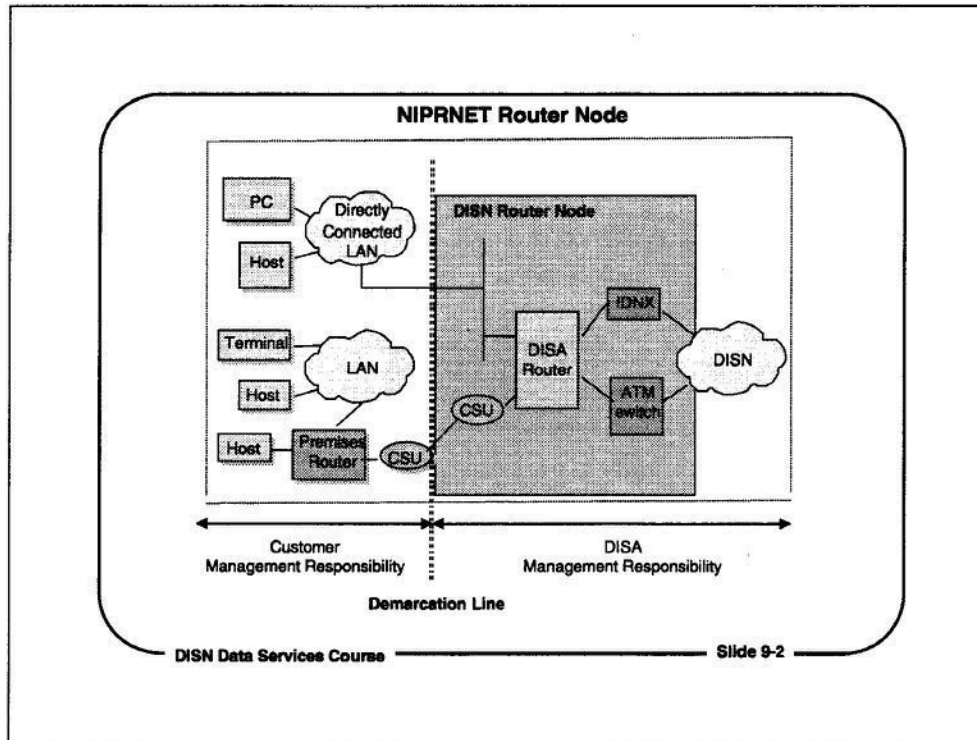 NIPRNET Router Node
PC
Directly
Connected
LAN
Host
DISN Router Node
IDNX
Terminal
LAN
Host
DISA
Router
DISN
ATM
switch
CSU
Host
Premises
Router
CSU
Customer
Management Responsibility
DISA
Management Responsibility
Demarcation Line
DISN Data Services Course
Slide 9-2